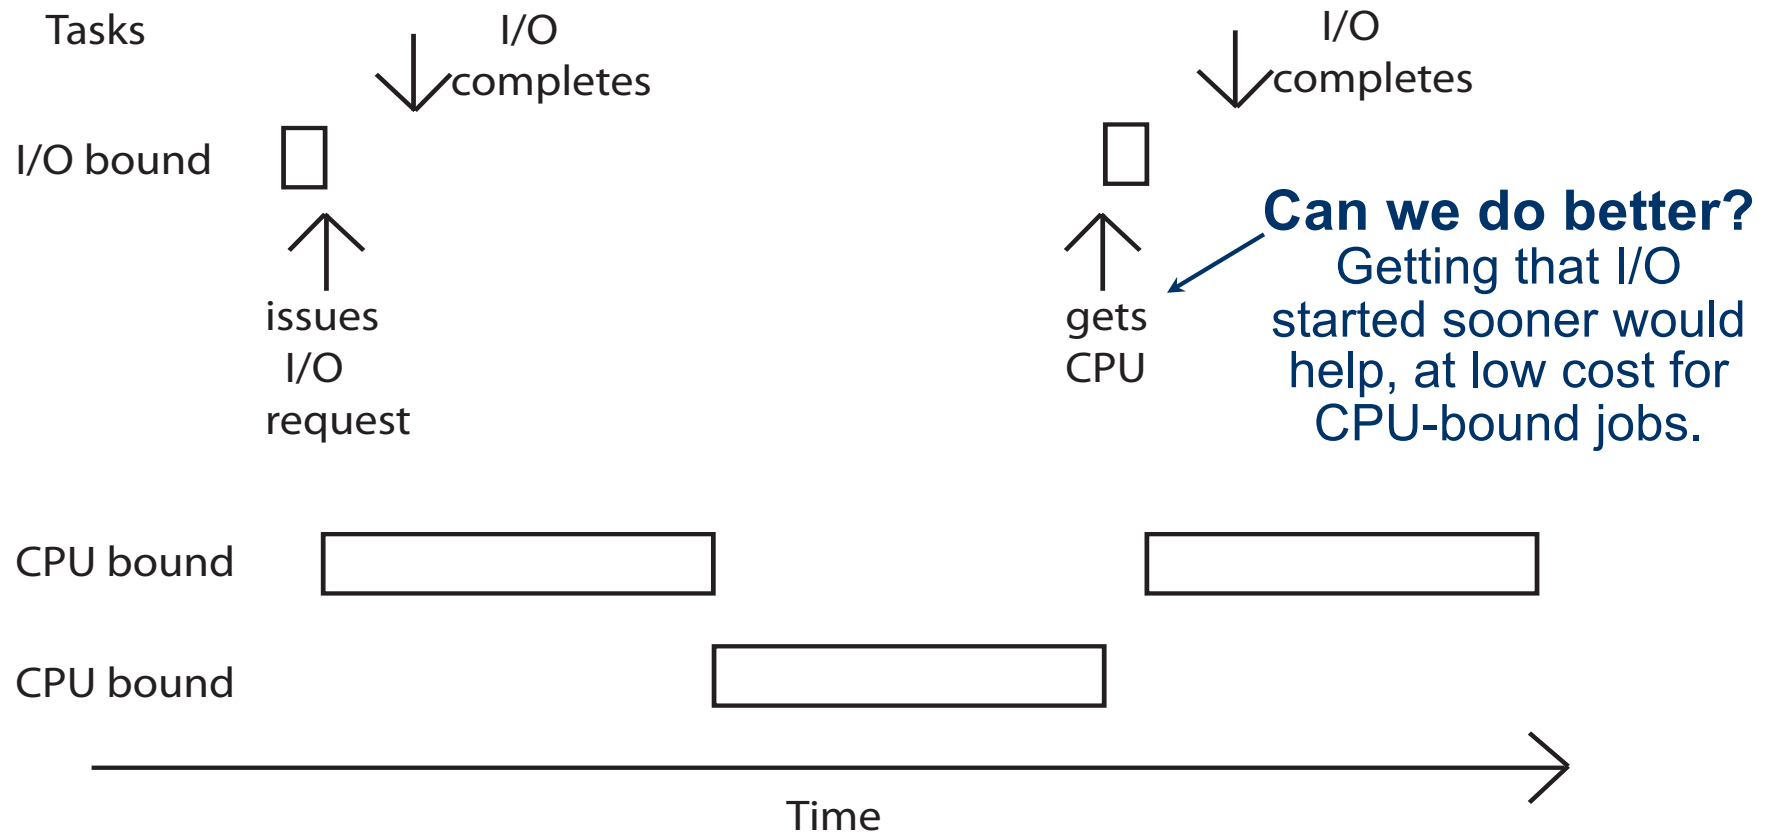 Tasks
I/O
completes
I/O
completes
I/O bound
issues
I/O
request
gets
CPU
Can we do better?
Getting that I/O
started sooner would
help, at low cost for
CPU-bound jobs.
CPU bound
CPU bound
Time